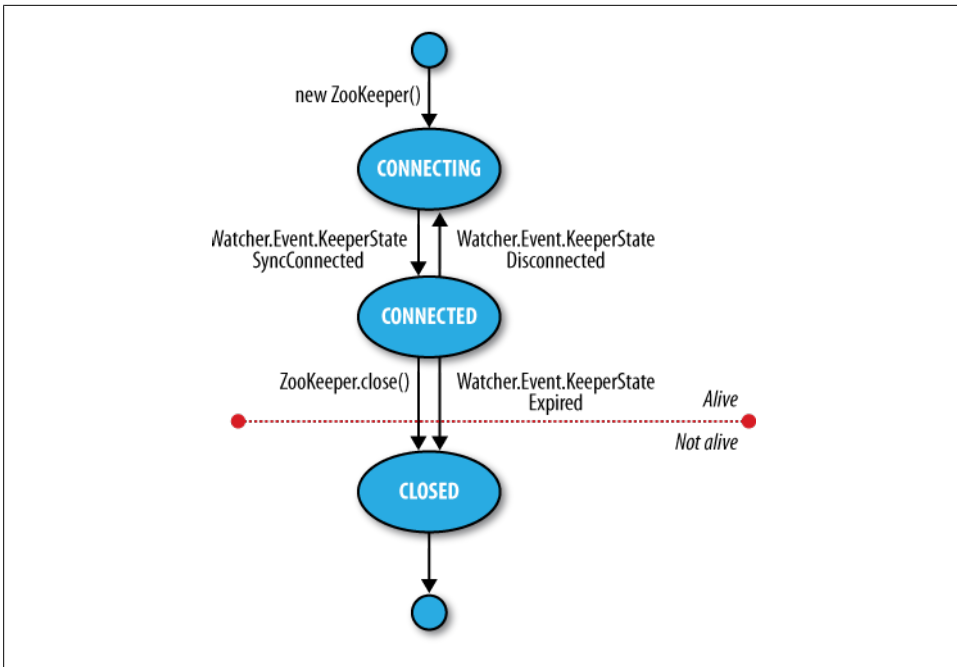 new ZooKeeper()
CONNECTING
Watcher.Event.KeeperState
SyncConnected
Watcher.Event.KeeperState
Disconnected
CONNECTED
ZooKeeper.close()
Watcher.Event.KeeperState
Expired
Alive
Not alive
CLOSED